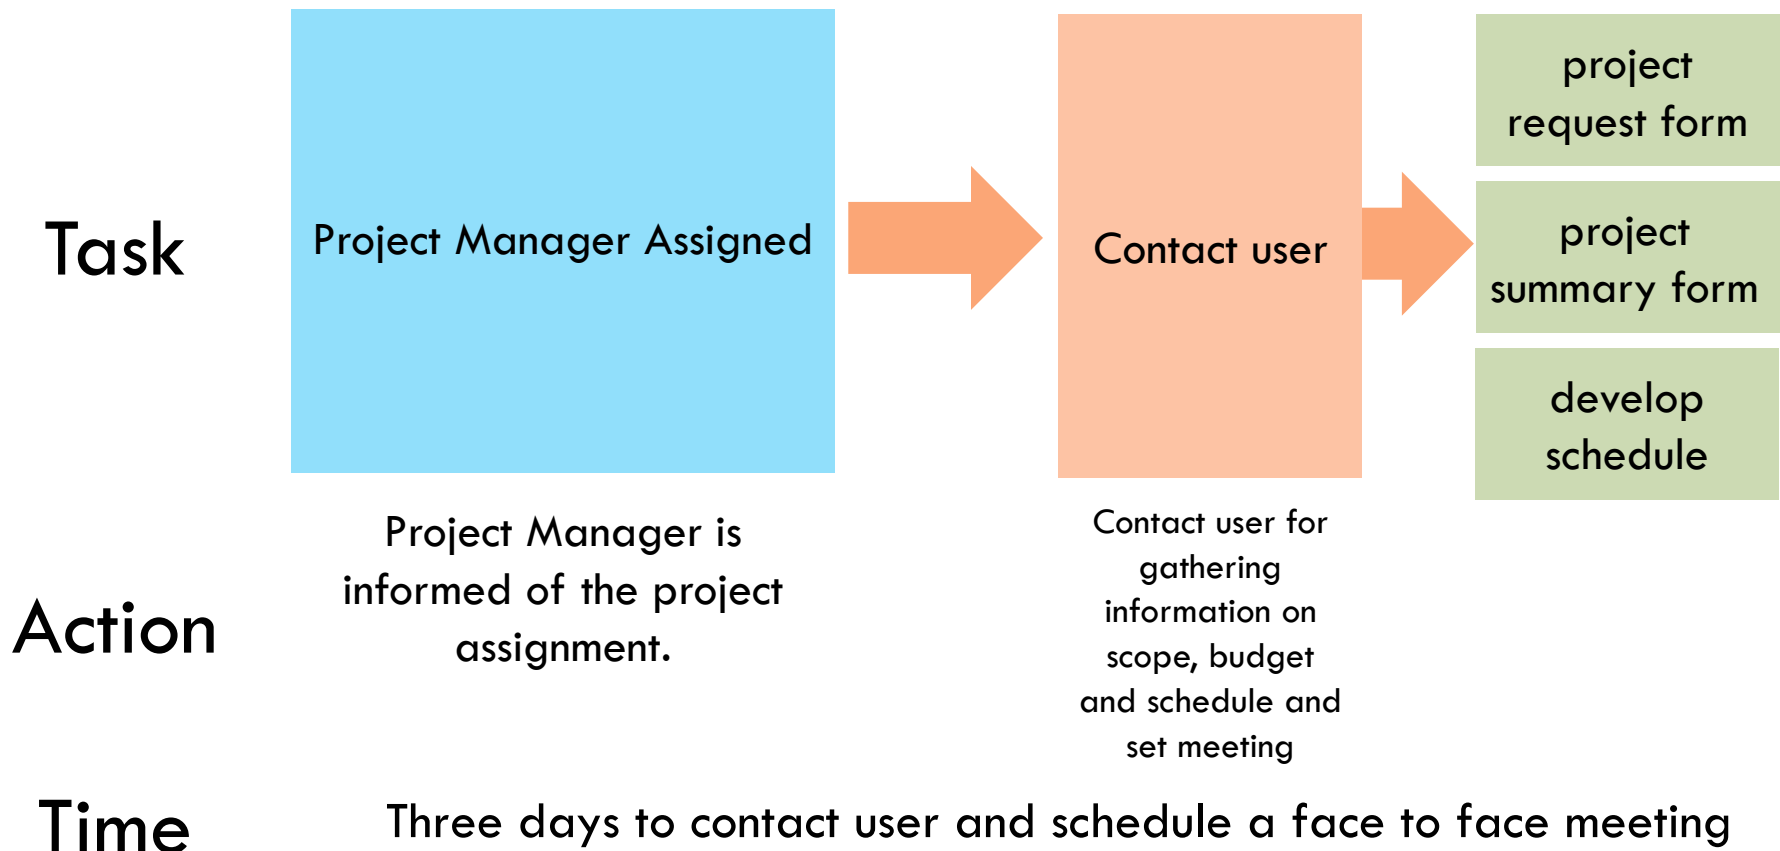 Task
Project Manager Assigned
Contact user
project
request form
project
summary form
develop
schedule
Action
Project Manager is
informed of the project
assignment.
Contact user for
gathering
information on
scope, budget
and schedule and
set meeting
Time
Three days to contact user and schedule a face to face meeting